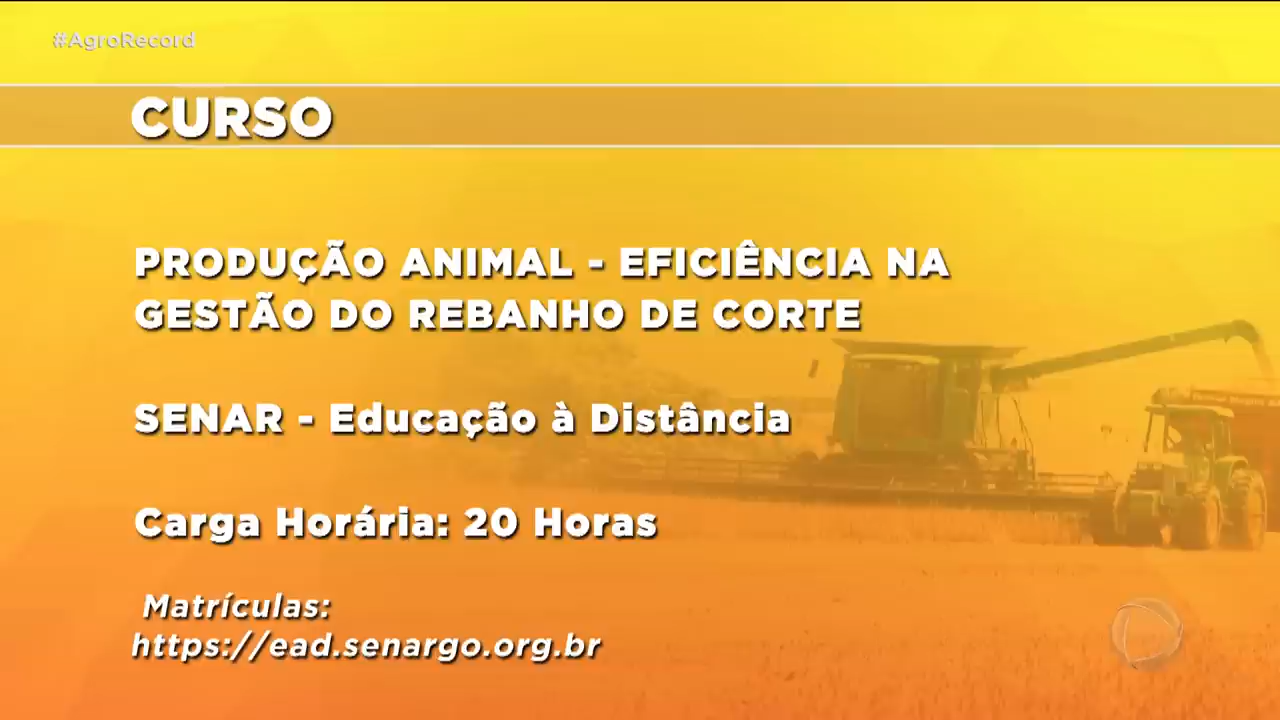 #AgroRecord
CURSO
PRODUÇÃO ANIMAL - EFICIÊNCIA NA
GESTÃO DO REBANHO DE CORTE
SENAR - Educação à Distância
Carga Horária: 20 Horas
Matrículas:
https://ead.senargo.org.br